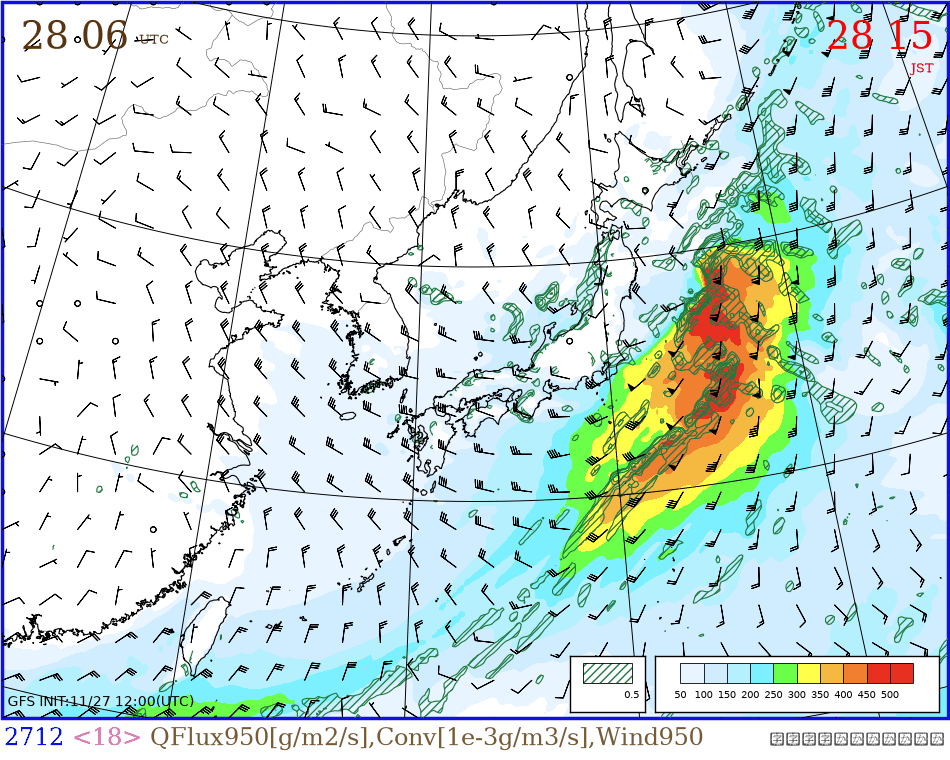 28 06 UTC
28 15
JST
GFS INIT:11/27 12:00(UTC)
0.5
50 100 150 200 250 300 350 400 450 500
2712 <18> QFlux950[g/m2/s],Conv[1e-3g/m3/s],Wind950